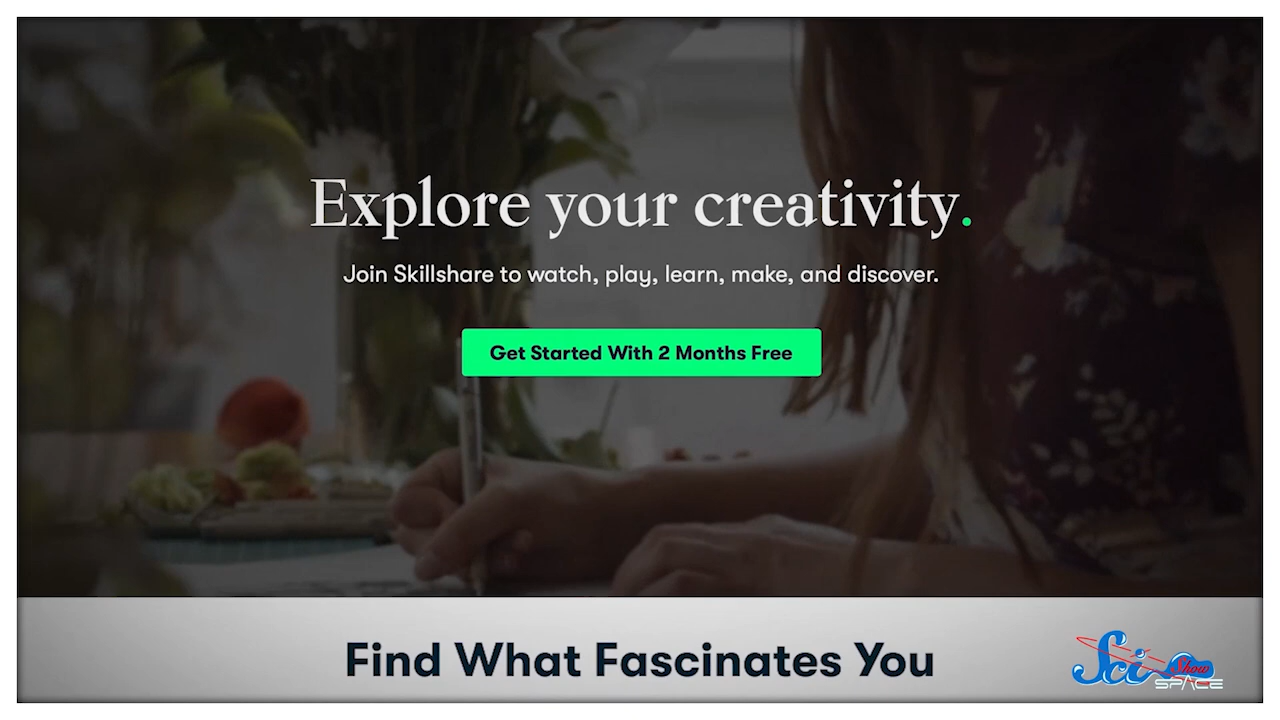 Explore your creativity.
Join Skillshare to watch, play, learn, make, and discover.
Get Started With 2 Months Free
Find What Fascinates You
Sci Show
SPACE